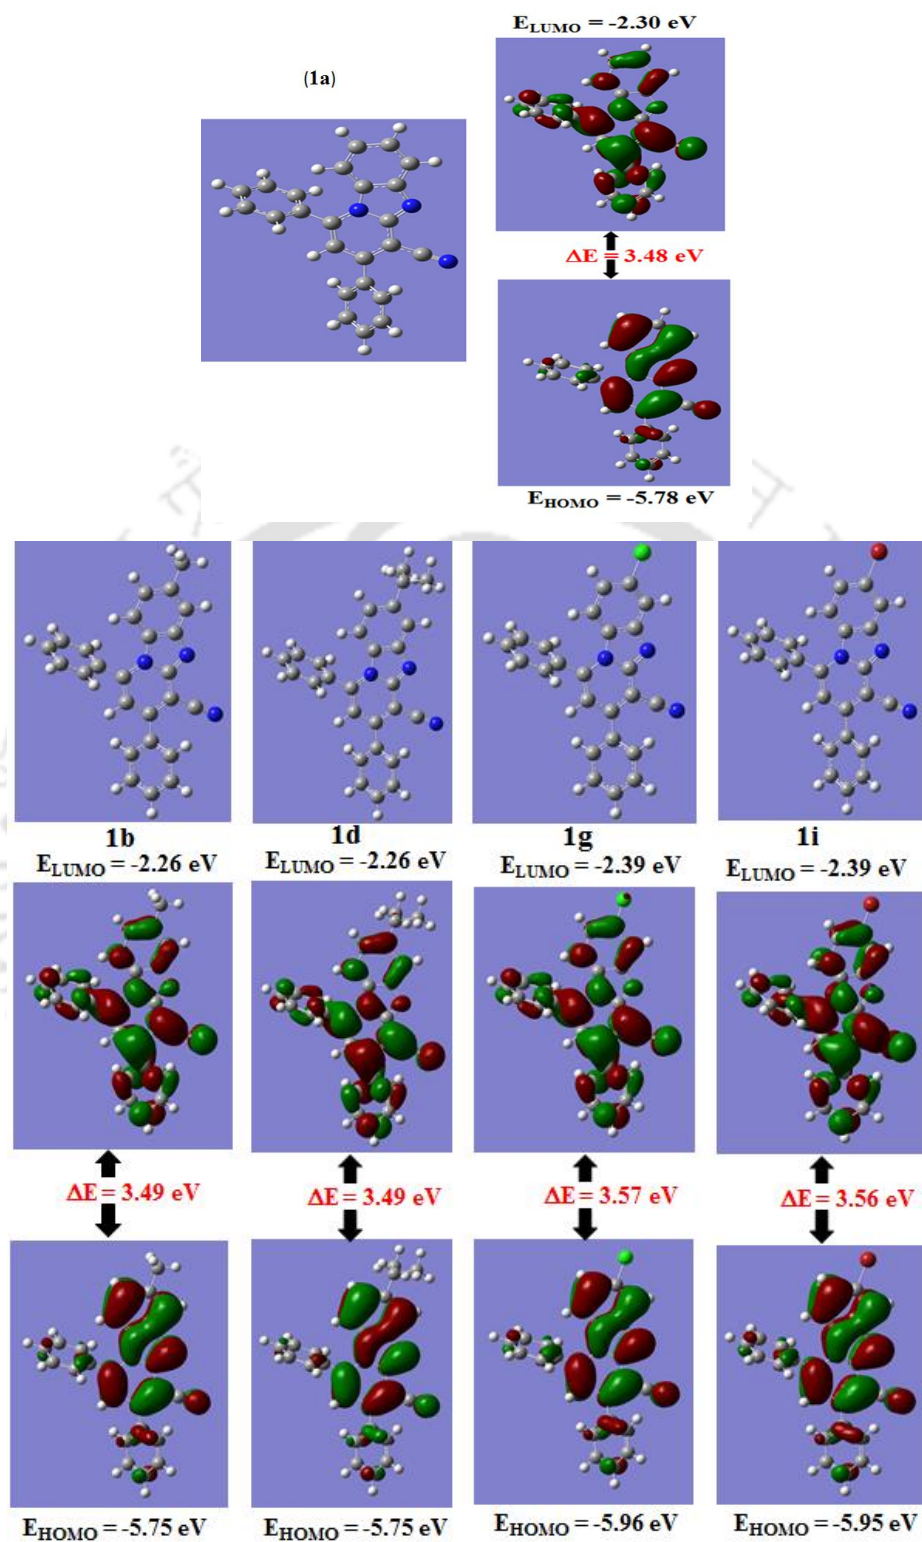 E_LUMO = -2.30 eV
(1a)
ΔE = 3.48 eV
E_HOMO = -5.78 eV
1b 1d 1g 1i
E_LUMO = -2.26 eV E_LUMO = -2.26 eV E_LUMO = -2.39 eV E_LUMO = -2.39 eV
ΔE = 3.49 eV ΔE = 3.49 eV ΔE = 3.57 eV ΔE = 3.56 eV
E_HOMO = -5.75 eV E_HOMO = -5.75 eV E_HOMO = -5.96 eV E_HOMO = -5.95 eV